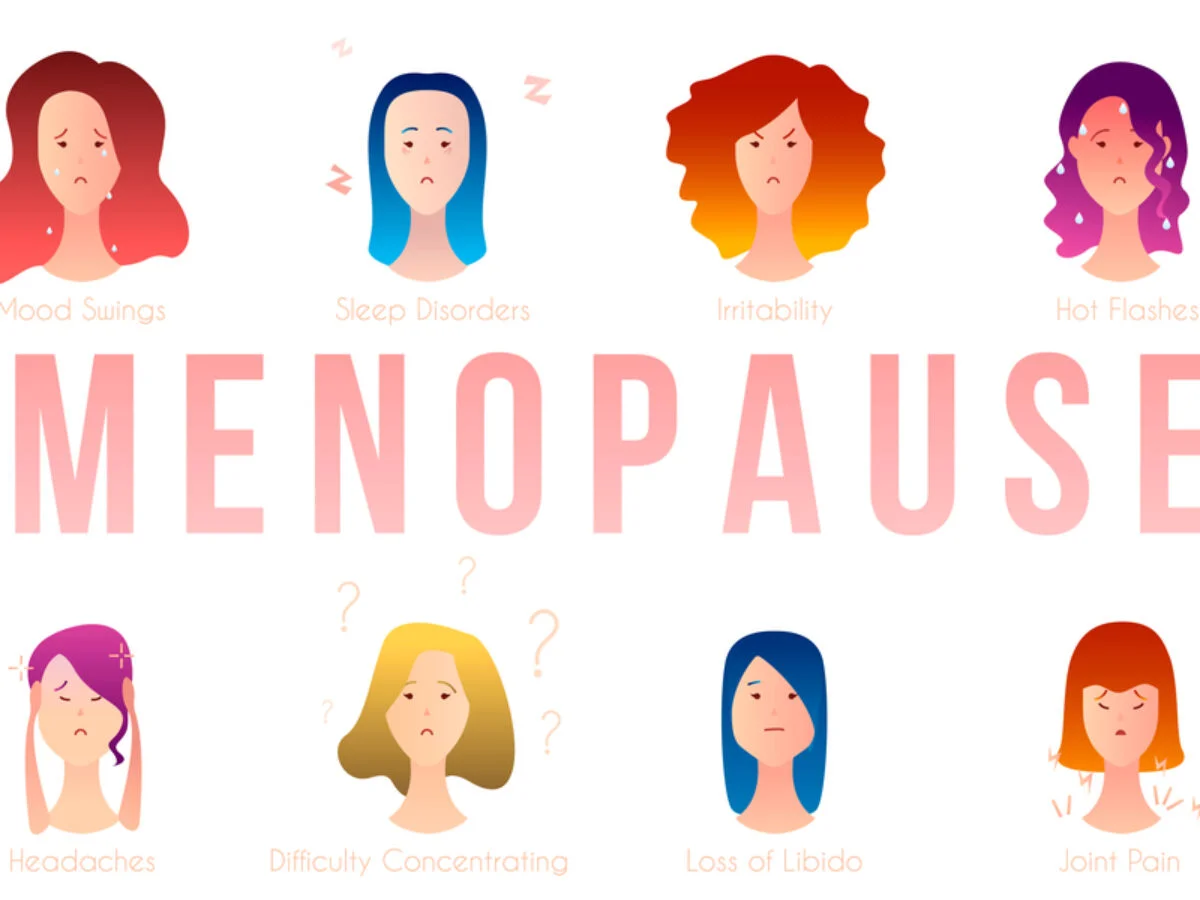 Mood Swings
Sleep Disorders
Irritability
Hot Flashes
MENOPAUSE
Headaches
Difficulty Concentrating
Loss of Libido
Joint Pain